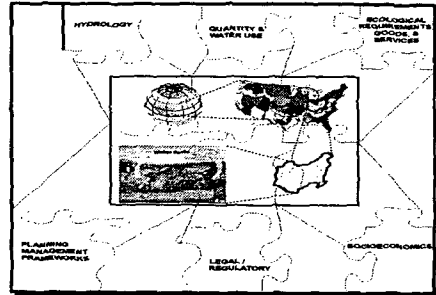 HYDROLOGY
QUANTITY &
WATER USE
ECOLOGICAL
REQUIREMENTS
GOODS, &
SERVICES
PLANNING
MANAGEMENT
FRAMEWORKS
LEGAL /
REGULATORY
SOCIOECONOMICS